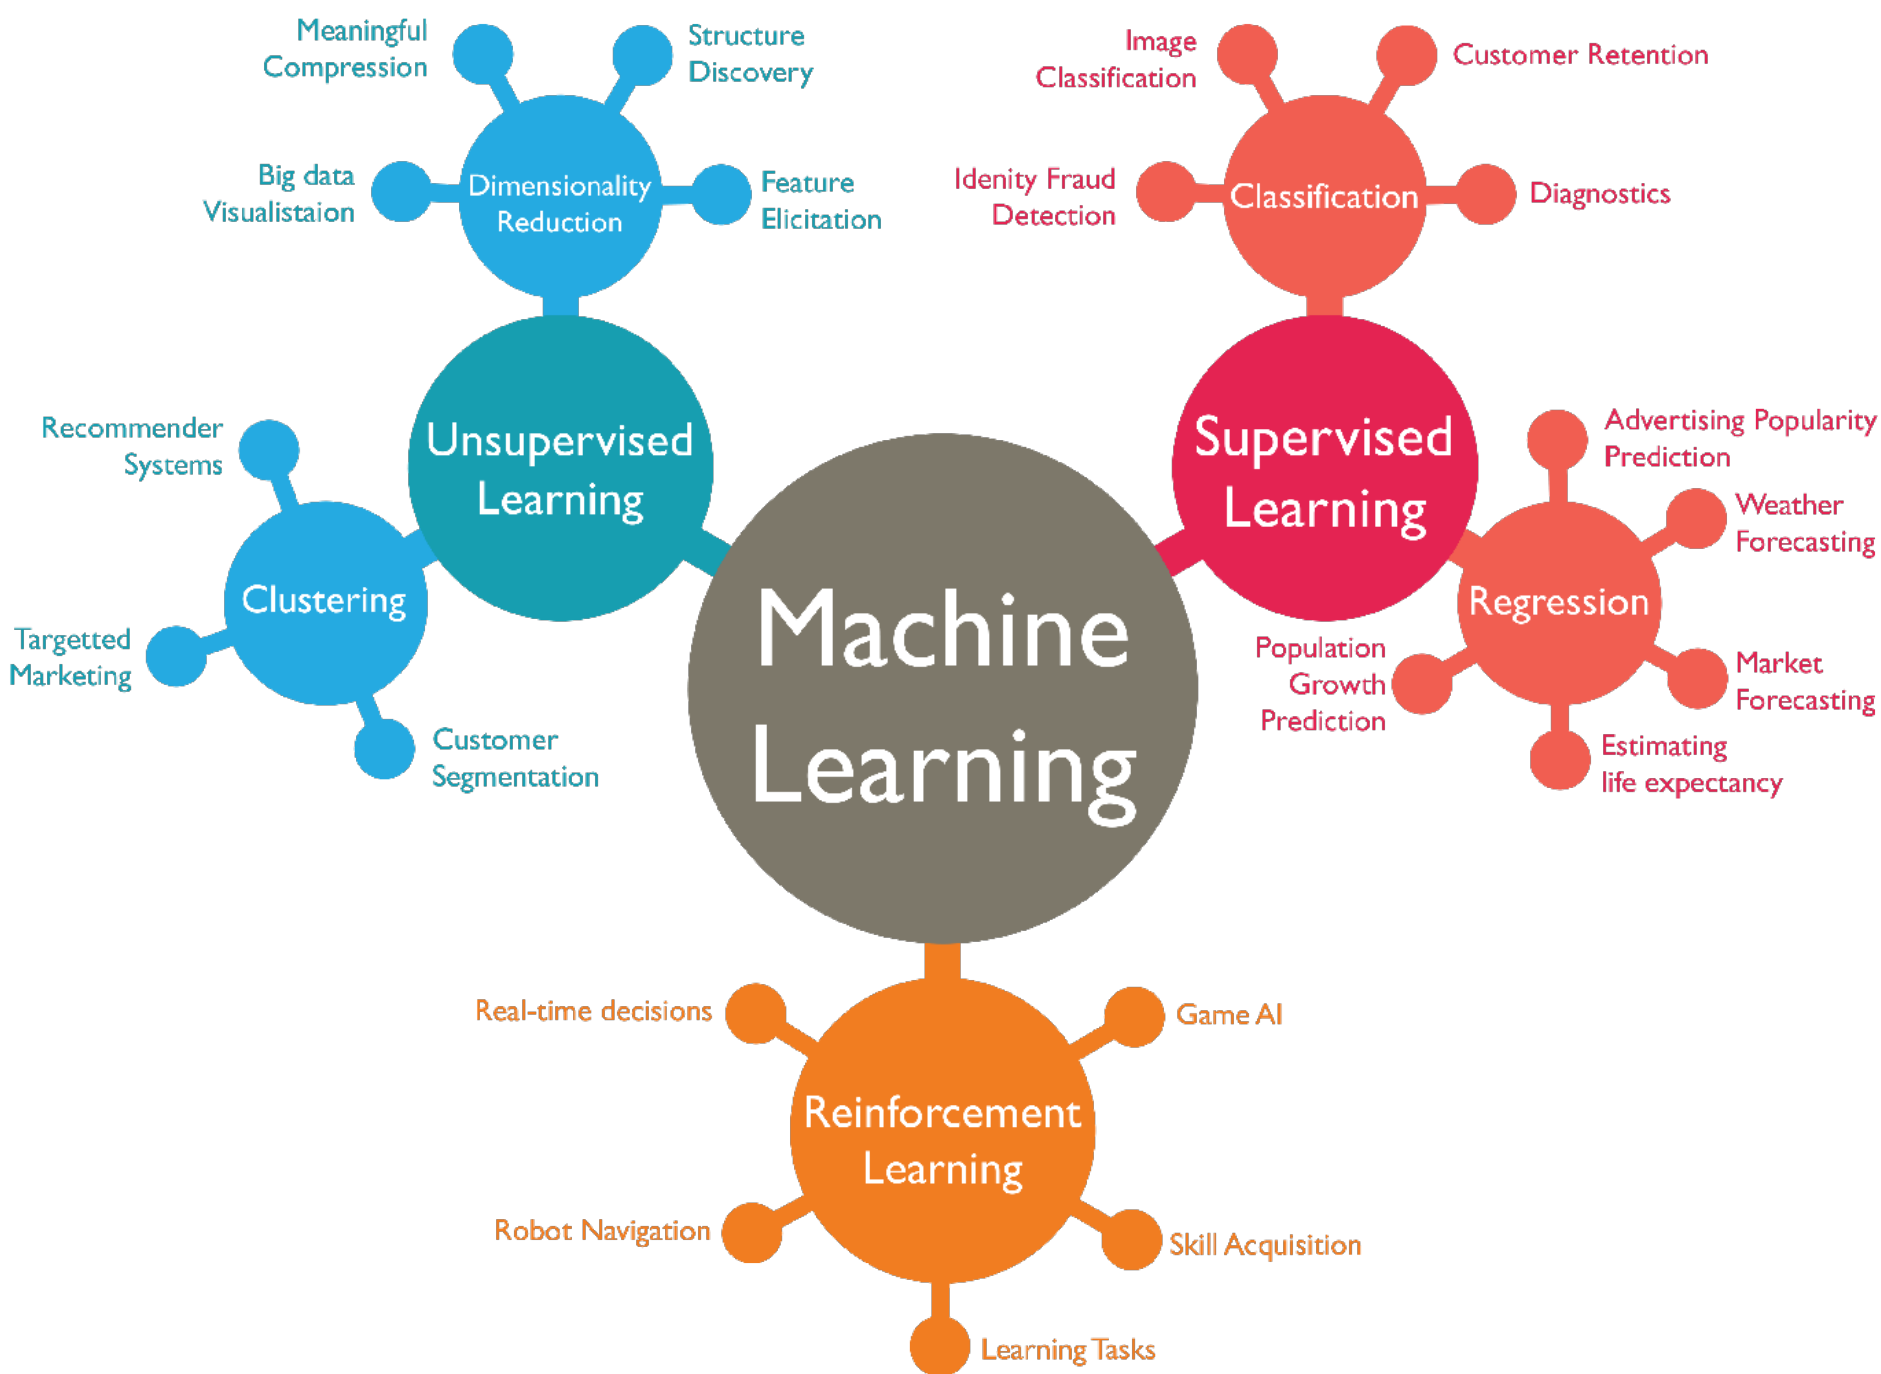 Meaningful
Compression
Structure
Discovery
Big data
Visualistaion
Dimensionality
Reduction
Feature
Elicitation
Image
Classification
Customer Retention
Idenity Fraud
Detection
Classification
Diagnostics
Unsupervised
Learning
Recommender
Systems
Clustering
Targetted
Marketing
Customer
Segmentation
Machine
Learning
Supervised
Learning
Advertising Popularity
Prediction
Weather
Forecasting
Regression
Population
Growth
Prediction
Market
Forecasting
Estimating
life expectancy
Real-time decisions
Game AI
Reinforcement
Learning
Robot Navigation
Skill Acquisition
Learning Tasks